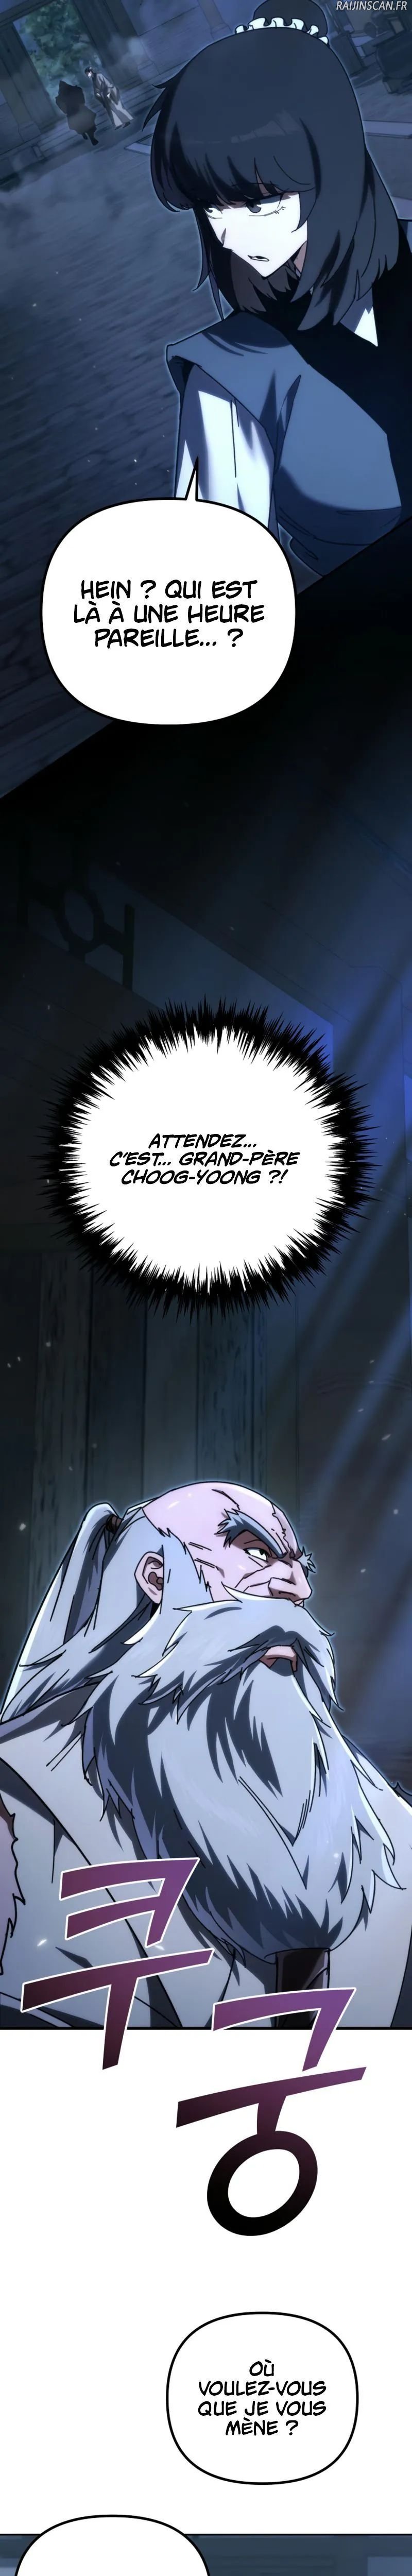 RAIJINSCAN.FR
HEIN ? QUI EST
LÀ À UNE HEURE
PAREILLE... ?
ATTENDEZ...
C'EST... GRAND-PÈRE
CHOOG-YOONG ?!
쿠
궁
OÙ
VOULEZ-VOUS
QUE JE VOUS
MÈNE ?